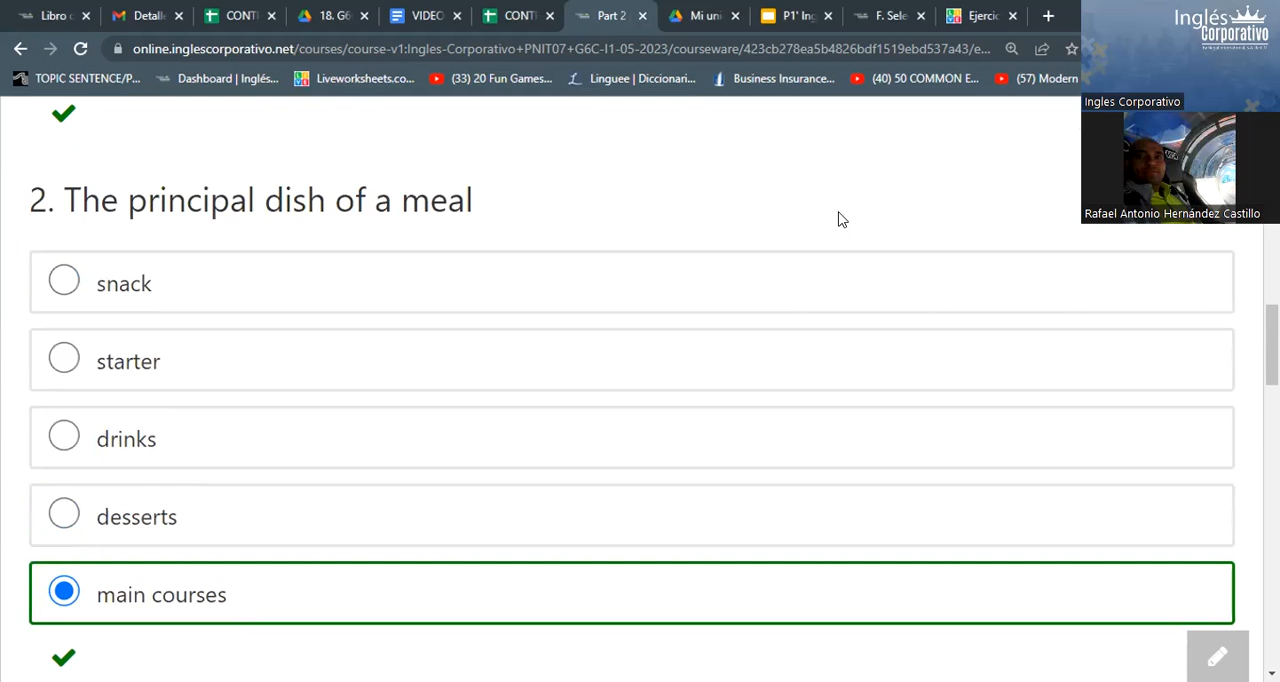 Libro c
Detall
CONTI
18. G6
VIDEO
CONT
Part 2
Mi uni
P1' Ing
F. Sele
Ejercic
online.inglescorporativo.net/courses/course-v1:Ingles-Corporativo+PNIT07+G6C-I1-05-2023/courseware/423cb278ea5b4826bdf1519ebd537a43/e...
TOPIC SENTENCE/P...
Dashboard | Inglés...
Liveworksheets.co...
(33) 20 Fun Games...
Linguee | Diccionari...
Business Insurance...
(40) 50 COMMON E...
(57) Modern
Inglés
Corporativo
Ingles Corporativo
Rafael Antonio Hernández Castillo
2. The principal dish of a meal
snack
starter
drinks
desserts
main courses